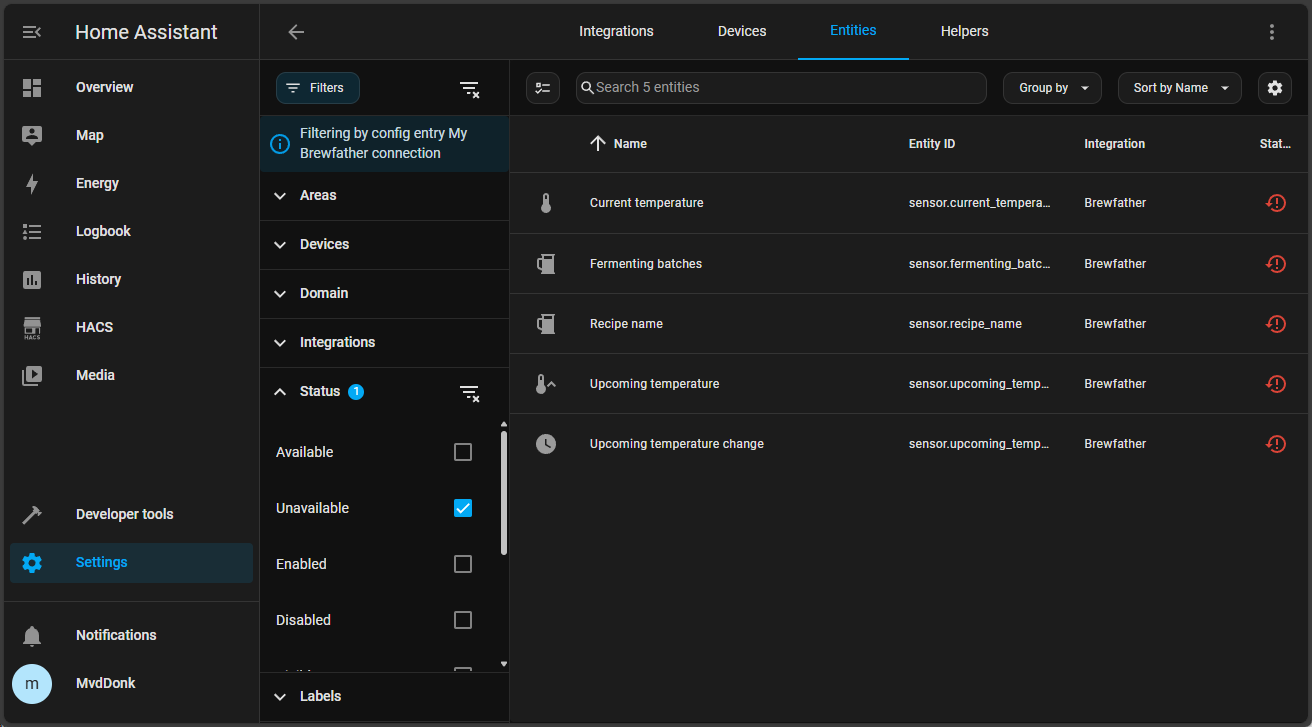 Home Assistant
Overview
Map
Energy
Logbook
History
HACS
HACS
Media
Developer tools
Settings
Notifications
m
MvdDonk
Integrations
Devices
Entities
Helpers
Filters
Filtering by config entry My
Brewfather connection
Areas
Devices
Domain
Integrations
Status 1
Available
Unavailable
Enabled
Disabled
Labels
Search 5 entities
Group by
Sort by Name
Name Entity ID Integration Stat…
Current temperature sensor.current_tempera… Brewfather
Fermenting batches sensor.fermenting_batc… Brewfather
Recipe name sensor.recipe_name Brewfather
Upcoming temperature sensor.upcoming_temp… Brewfather
Upcoming temperature change sensor.upcoming_temp… Brewfather